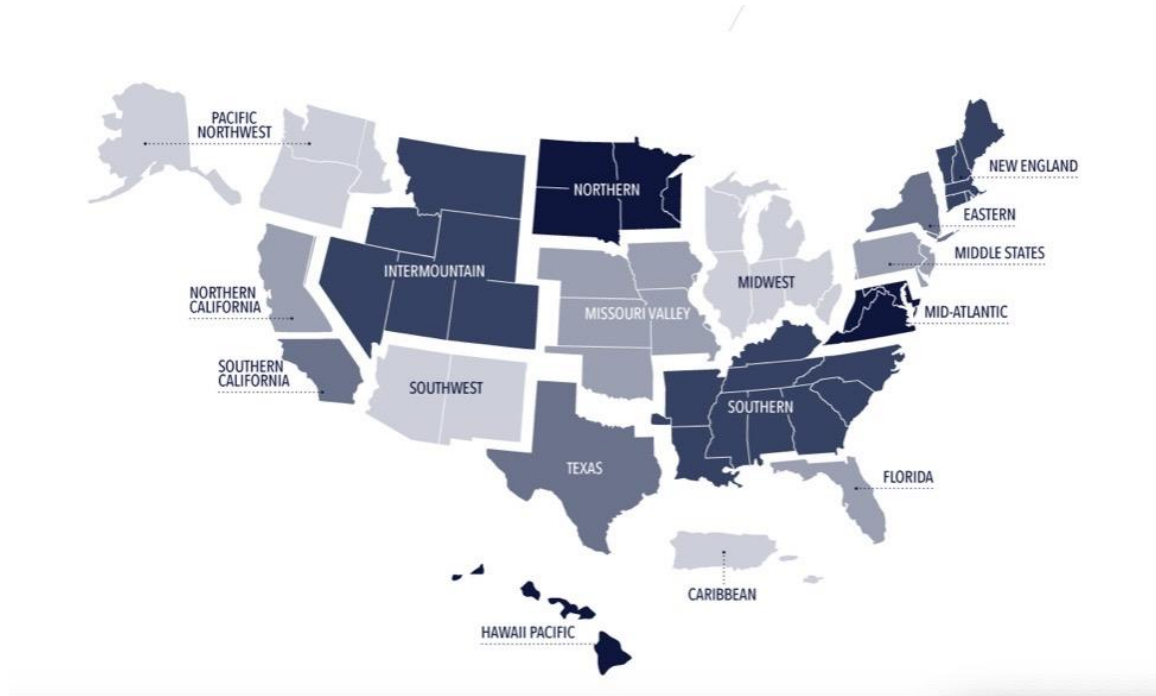 PACIFIC
NORTHWEST
NORTHERN
NEW ENGLAND
EASTERN
MIDDLE STATES
INTERMOUNTAIN
MIDWEST
NORTHERN
CALIFORNIA
MISSOURI VALLEY
MID-ATLANTIC
SOUTHERN
CALIFORNIA
SOUTHWEST
SOUTHERN
TEXAS
FLORIDA
CARIBBEAN
HAWAII PACIFIC